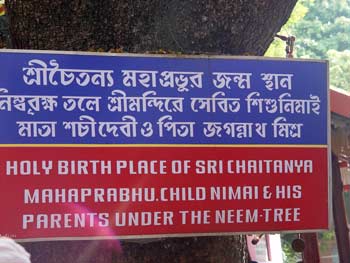 শ্রীচৈতন্য মহাপ্রভুর জন্ম স্থান
নিম্ববৃক্ষ তলে শ্রীমন্দিরে সেবিত শিশুনিমাই
মাতা শচীদেবী ও পিতা জগন্নাথ মিশ্র
HOLY BIRTH PLACE OF SRI CHAITANYA
MAHAPRABHU. CHILD NIMAI & HIS
PARENTS UNDER THE NEEM-TREE